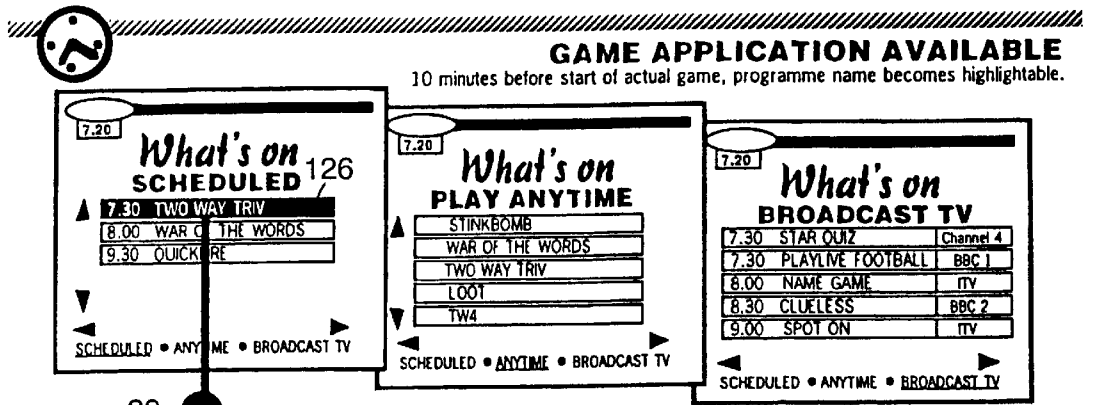 GAME APPLICATION AVAILABLE
10 minutes before start of actual game, programme name becomes highlightable.
7.20
What's on
SCHEDULED
126
7.30 TWO WAY TRIV
8.00 WAR OF THE WORDS
9.30
SCHEDULED • ANYTIME • BROADCAST TV
7.20
What's on
PLAY ANYTIME
STINKBOMB
WAR OF THE WORDS
TWO WAY TRIV
LOOT
TW4
SCHEDULED • ANYTIME • BROADCAST TV
7.20
What's on
BROADCAST TV
7.30 STAR QUIZ Channel 4
7.30 PLAYLIVE FOOTBALL BBC 1
8.00 NAME GAME ITV
8.30 CLUELESS BBC 2
9.00 SPOT ON ITV
SCHEDULED • ANYTIME • BROADCAST TV